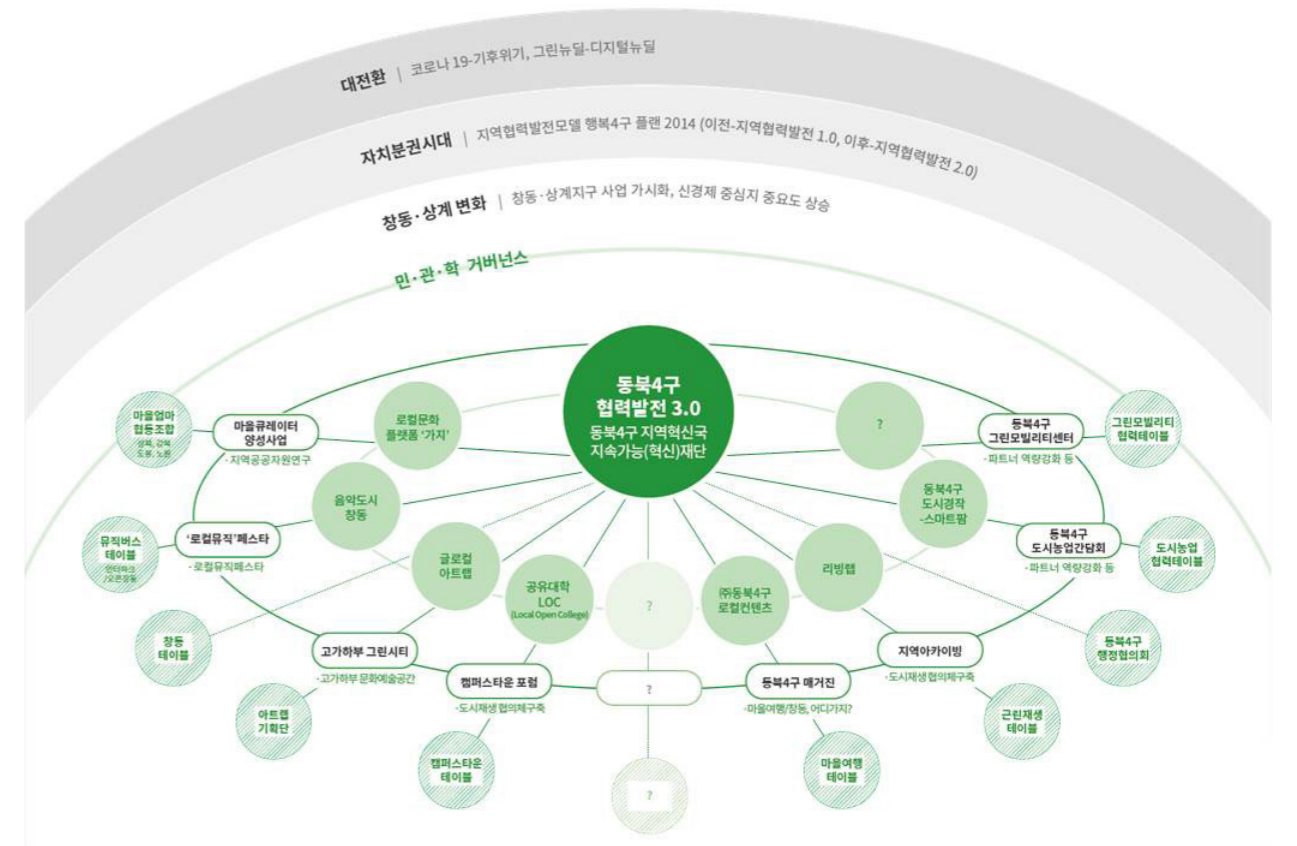 대전환 | 코로나 19-기후위기, 그린뉴딜-디지털뉴딜
자치분권시대 | 지역협력발전모델 행복4구 플랜 2014 (이전-지역협력발전 1.0, 이후-지역협력발전 2.0)
창동·상계 변화 | 창동·상계지구 사업 가시화, 신경제 중심지 중요도 상승
민·관·학 거버넌스
동북4구
협력발전 3.0
동북4구 지역혁신국
지속가능(혁신)재단
마을엄마
협동조합
성북, 강북
도봉, 노원
마을큐레이터
양성사업
- 지역공공자원연구
로컬문화
플랫폼 ‘가지’
?
동북4구
그린모빌리티센터
-파트너 역량강화 등
그린모빌리티
협력테이블
음악도시
창동
동북4구
도시경작
-스마트팜
뮤직버스
테이블
인터파크
/오픈창동
‘로컬뮤직’페스타
- 로컬뮤직페스타
글로컬
아트랩
공유대학
LOC
(Local Open College)
?
㈜동북4구
로컬컨텐츠
리빙랩
동북4구
도시농업간담회
-파트너 역량강화 등
도시농업
협력테이블
창동
테이블
고가하부 그린시티
-고가하부 문화예술공간
캠퍼스타운 포럼
-도시재생 협의체구축
?
동북4구 매거진
-마을여행/창동, 어디가지?
지역아카이빙
-도시재생 협의체구축
동북4구
행정협의회
아트랩
기획단
캠퍼스타운
테이블
?
마을여행
테이블
근린재생
테이블